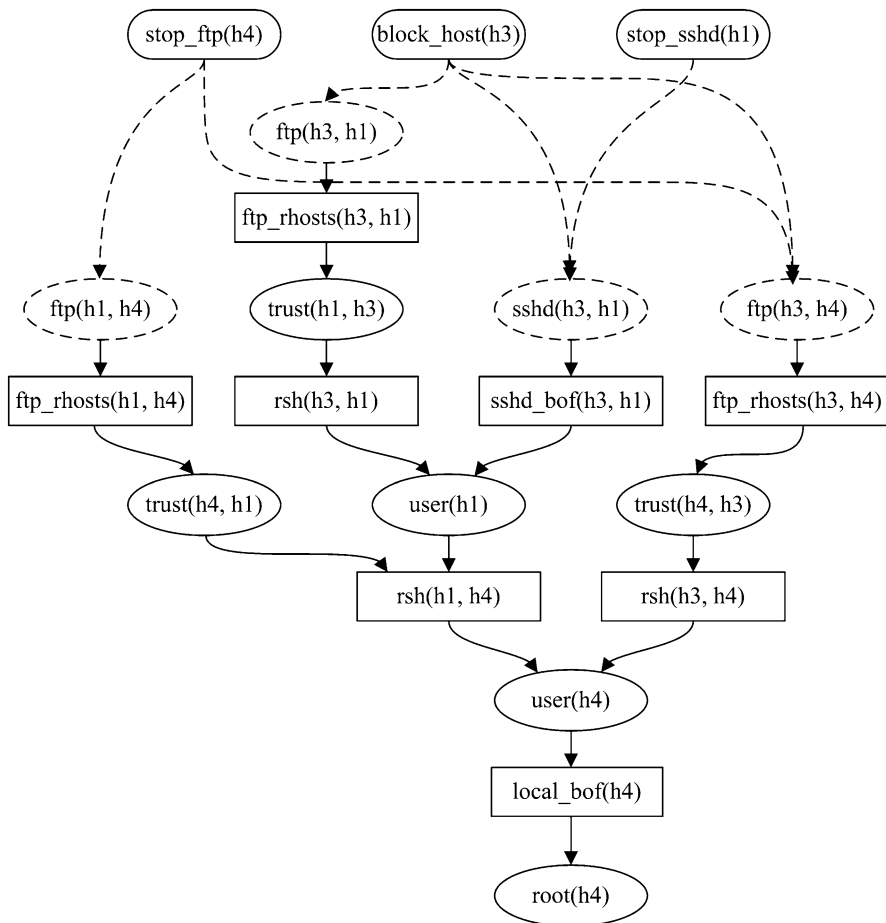 stop_ftp(h4)
block_host(h3)
stop_sshd(h1)
ftp(h3, h1)
ftp_rhosts(h3, h1)
ftp(h1, h4)
trust(h1, h3)
sshd(h3, h1)
ftp(h3, h4)
ftp_rhosts(h1, h4)
rsh(h3, h1)
sshd_bof(h3, h1)
ftp_rhosts(h3, h4)
trust(h4, h1)
user(h1)
trust(h4, h3)
rsh(h1, h4)
rsh(h3, h4)
user(h4)
local_bof(h4)
root(h4)